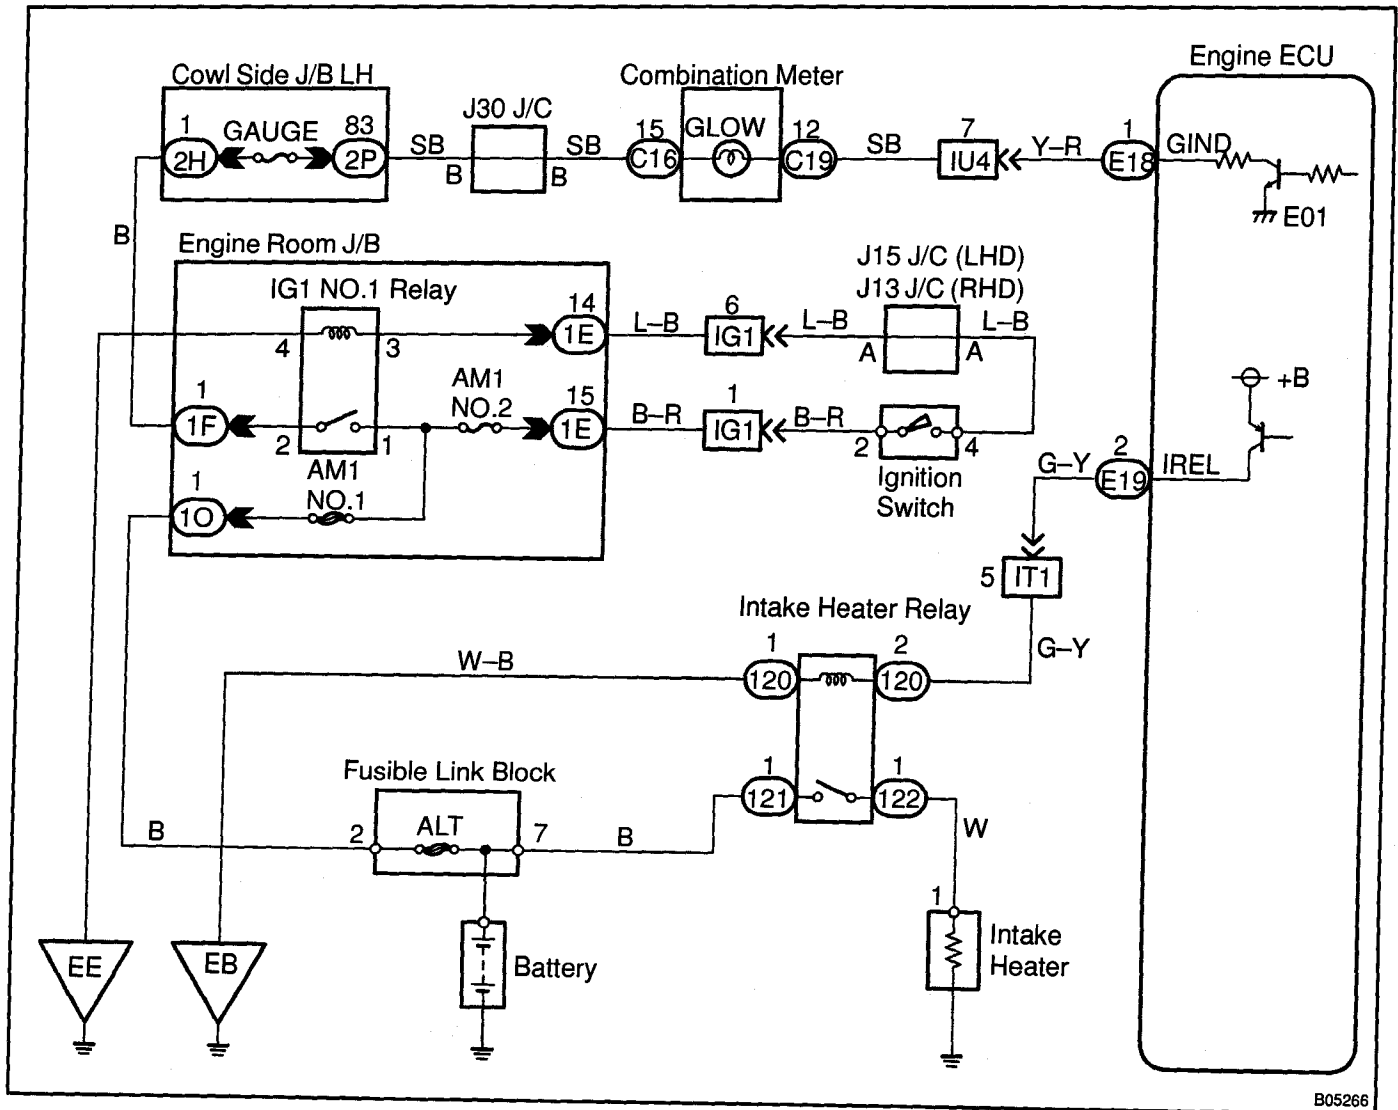 Engine ECU
Cowl Side J/B LH
Combination Meter
J30 J/C
1
GAUGE
83
15
GLOW
12
7
1
2H
2P
SB
B
B
SB
C16
C19
SB
IU4
Y–R
E18
GIND
E01
B
Engine Room J/B
J15 J/C (LHD)
J13 J/C (RHD)
IG1 NO.1 Relay
14
6
4
3
1E
L–B
IG1
L–B
A
A
L–B
1
AM1
NO.2
15
1
+B
1F
2
1
1E
B–R
IG1
B–R
2
4
Ignition
Switch
AM1
NO.1
1
1O
2
G–Y
E19
IREL
5
IT1
Intake Heater Relay
G–Y
W–B
1
2
120
120
Fusible Link Block
1
1
121
122
B
2
ALT
7
B
W
1
Intake
Heater
EE
EB
Battery
B05266